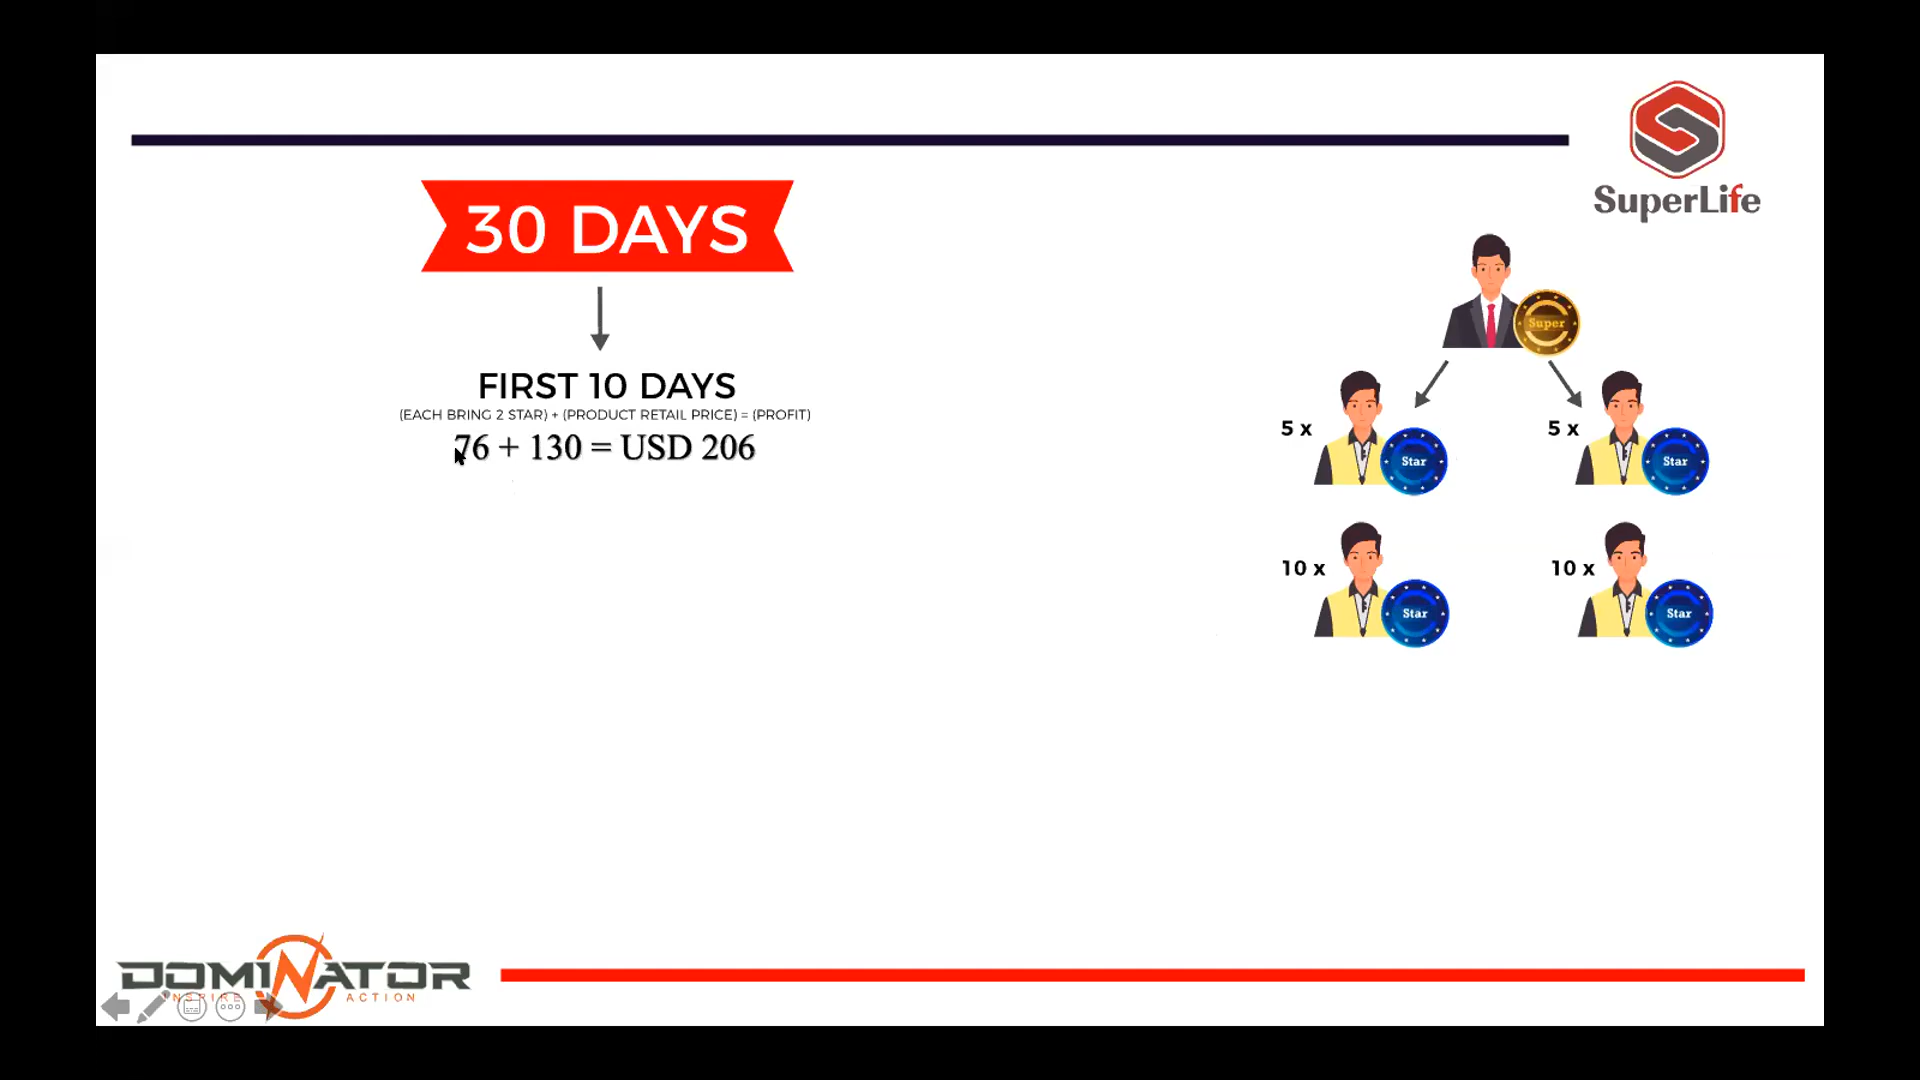 SuperLife
30 DAYS
FIRST 10 DAYS
(EACH BRING 2 STAR) + (PRODUCT RETAIL PRICE) = (PROFIT)
76 + 130 = USD 206
Super
5 x
Star
5 x
Star
10 x
Star
10 x
Star
DOMINATOR
INSPIRE ACTION